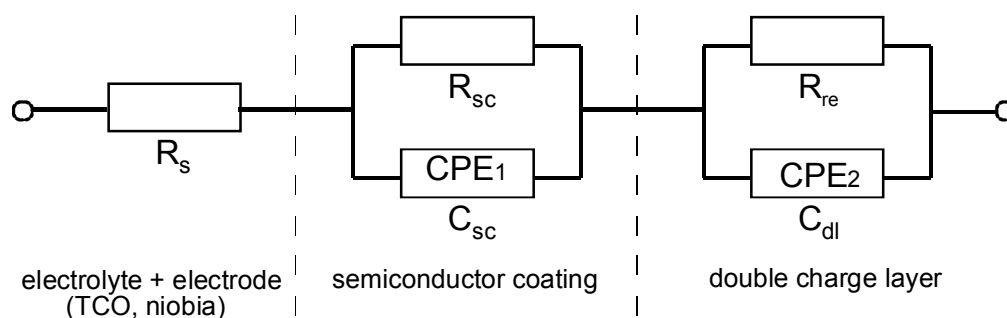 R_s
R_sc
CPE1
C_sc
R_re
CPE2
C_dl
electrolyte + electrode
(TCO, niobia)
semiconductor coating
double charge layer